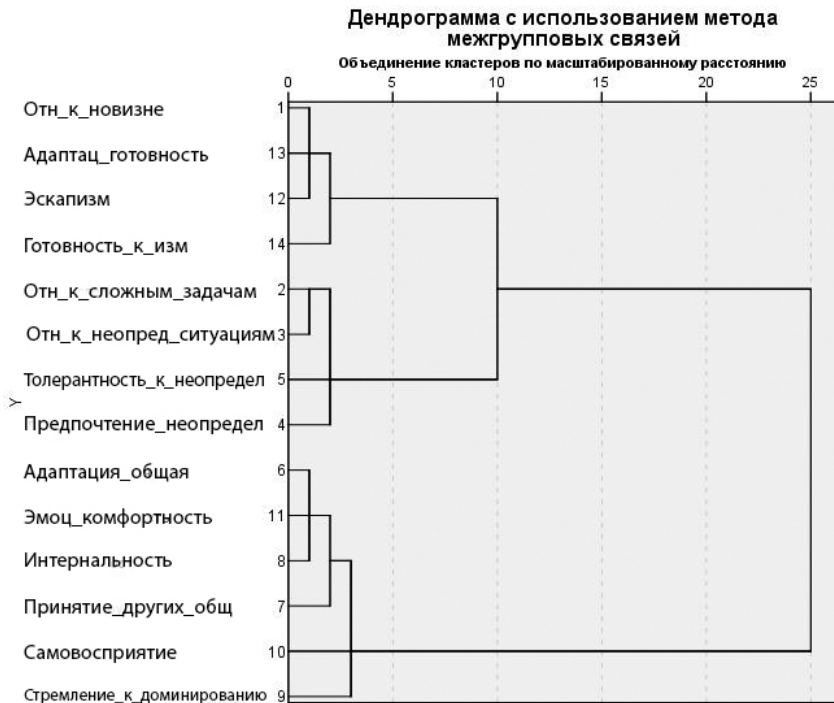 Дендрограмма с использованием метода
межгрупповых связей
Объединение кластеров по масштабированному расстоянию
0 5 10 15 20 25
Отн_к_новизне 1
Адаптац_готовность 13
Эскапизм 12
Готовность_к_изм 14
Отн_к_сложным_задачам 2
Отн_к_неопред_ситуациям 3
Толерантность_к_неопредел 5
Y
Предпочтение_неопредел 4
Адаптация_общая 6
Эмоц_комфортность 11
Интернальность 8
Принятие_других_общ 7
Самовосприятие 10
Стремление_к_доминированию 9